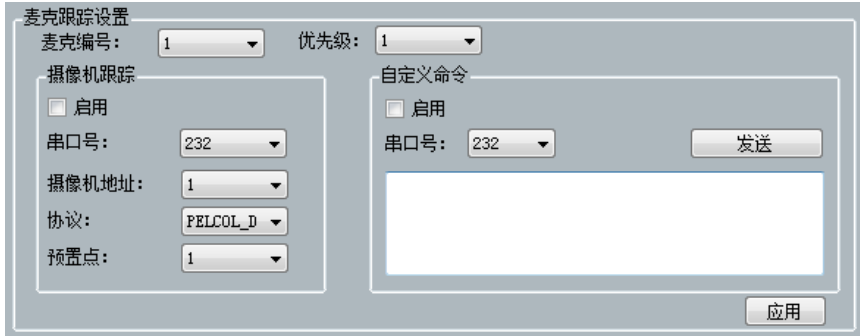 麦克跟踪设置
麦克编号： 1 优先级： 1
摄像机跟踪
启用
串口号： 232
摄像机地址： 1
协议： PELCOL_D
预置点： 1
自定义命令
启用
串口号： 232 发送
应用